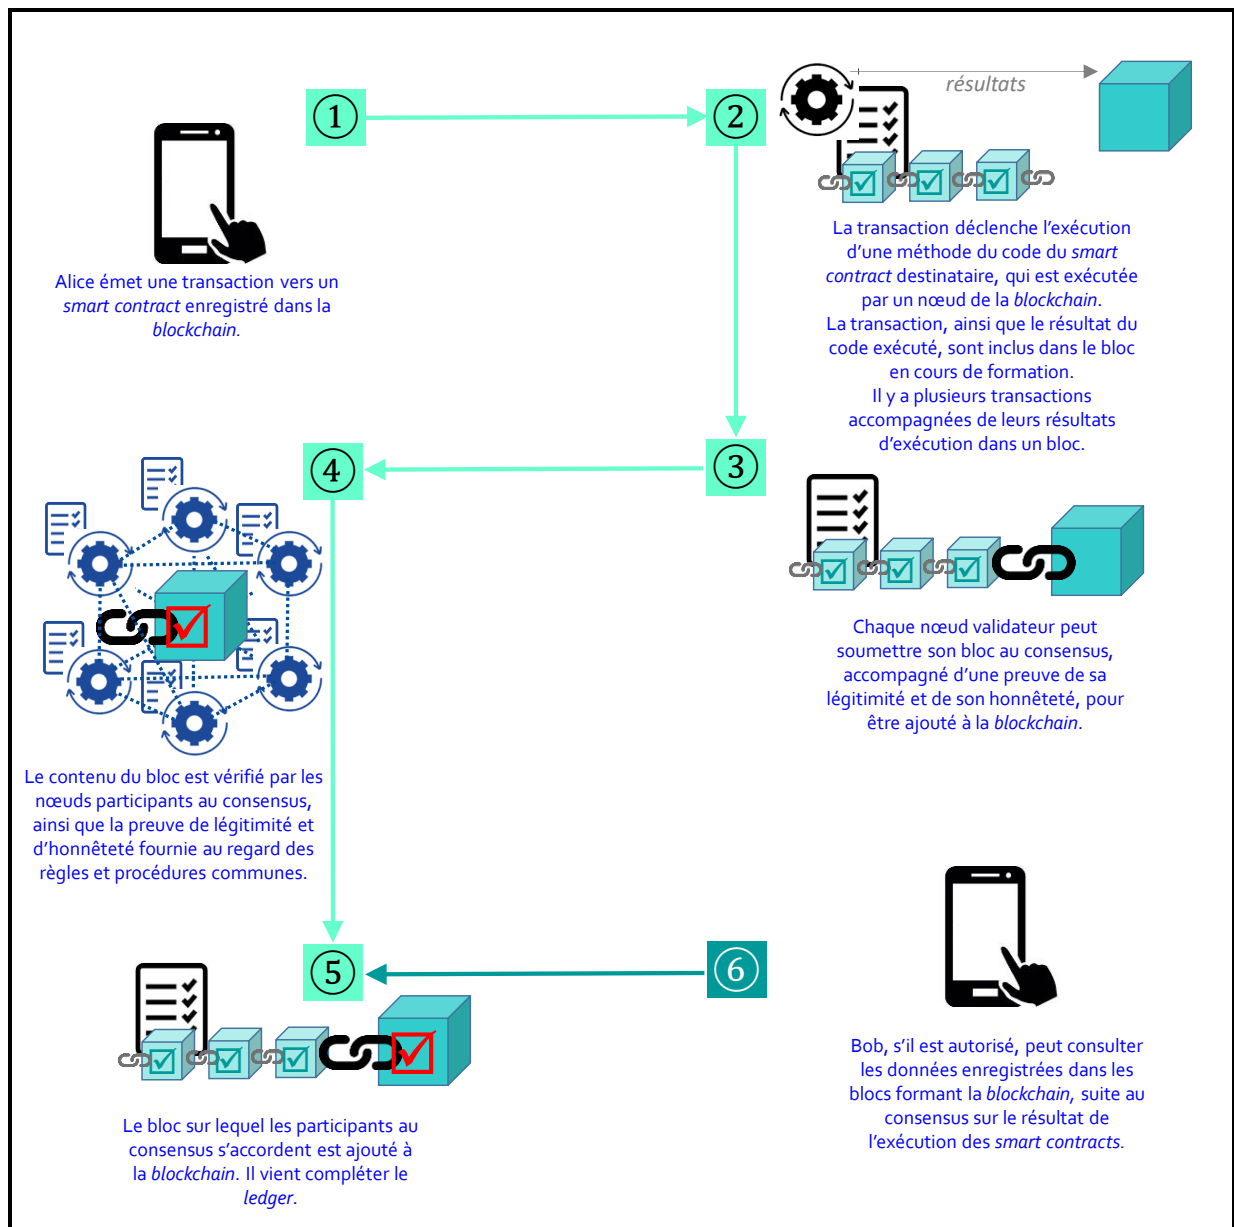 ①
Alice émet une transaction vers un
smart contract enregistré dans la
blockchain.
②
résultats
La transaction déclenche l’exécution
d’une méthode du code du smart
contract destinataire, qui est exécutée
par un nœud de la blockchain.
La transaction, ainsi que le résultat du
code exécuté, sont inclus dans le bloc
en cours de formation.
Il y a plusieurs transactions
accompagnées de leurs résultats
d’exécution dans un bloc.
③
Chaque nœud validateur peut
soumettre son bloc au consensus,
accompagné d’une preuve de sa
légitimité et de son honnêteté, pour
être ajouté à la blockchain.
④
Le contenu du bloc est vérifié par les
nœuds participants au consensus,
ainsi que la preuve de légitimité et
d’honnêteté fournie au regard des
règles et procédures communes.
⑤
Le bloc sur lequel les participants au
consensus s’accordent est ajouté à
la blockchain. Il vient compléter le
ledger.
⑥
Bob, s’il est autorisé, peut consulter
les données enregistrées dans les
blocs formant la blockchain, suite au
consensus sur le résultat de
l’exécution des smart contracts.